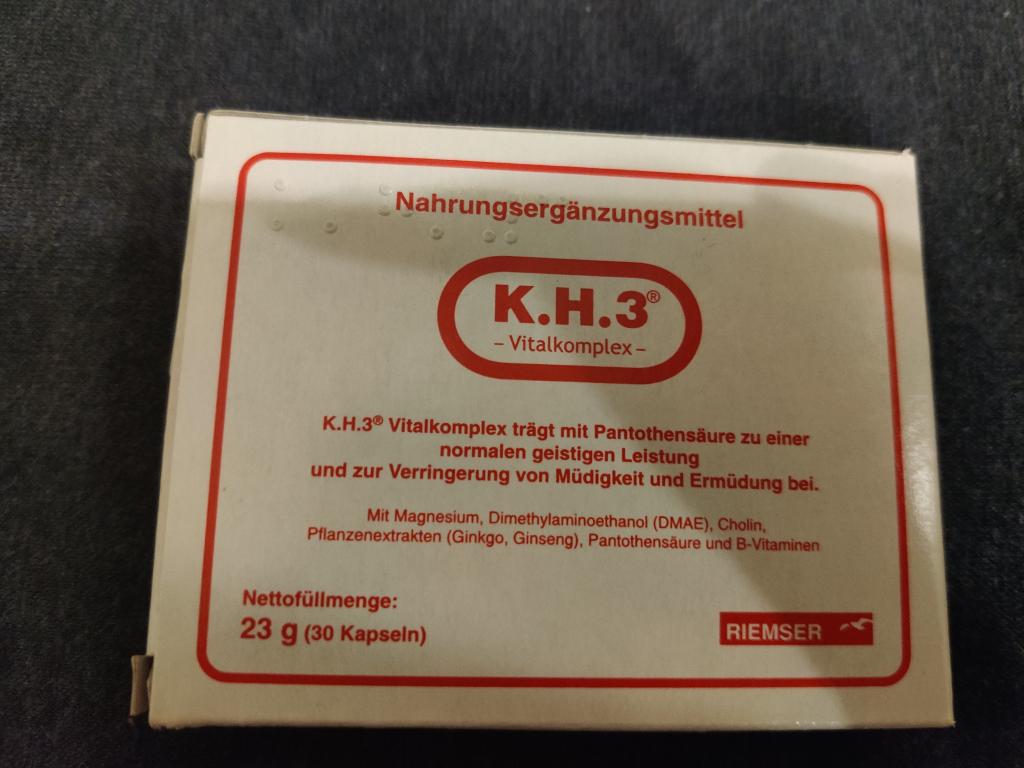 Nahrungsergänzungsmittel
K.H.3®
– Vitalkomplex –
K.H.3® Vitalkomplex trägt mit Pantothensäure zu einer
normalen geistigen Leistung
und zur Verringerung von Müdigkeit und Ermüdung bei.
Mit Magnesium, Dimethylaminoethanol (DMAE), Cholin,
Pflanzenextrakten (Ginkgo, Ginseng), Pantothensäure und B-Vitaminen
Nettofüllmenge:
23 g (30 Kapseln)
RIEMSER